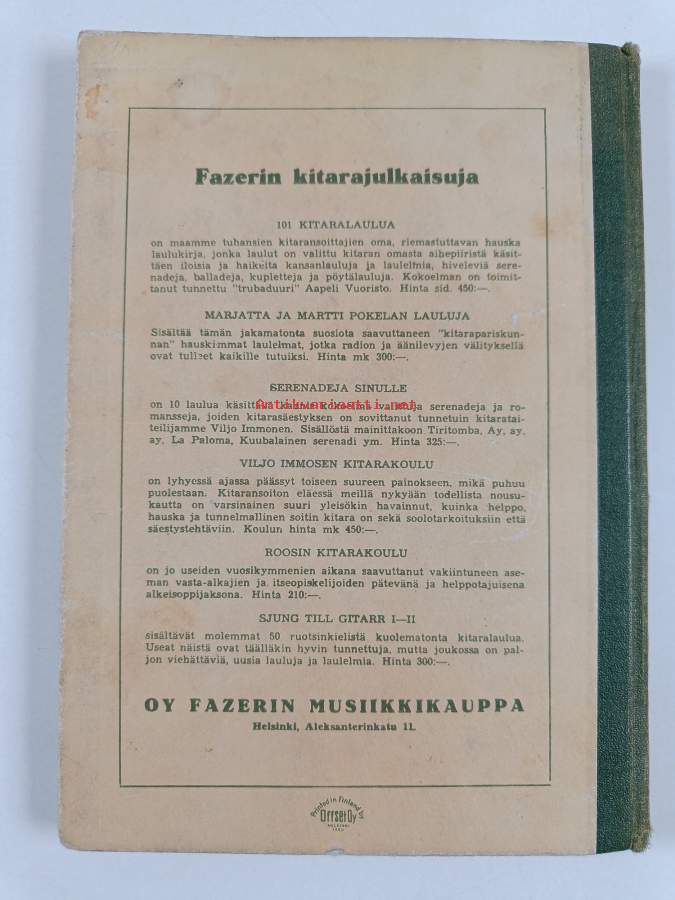 Fazerin kitarajulkaisuja
101 KITARALAULUA
on maamme tuhansien kitaransoittajien oma, riemastuttavan hauska
laulukirja, jonka laulut on valittu kitaran omasta aihepiiristä käsit-
täen iloisia ja haikeita kansanlauluja ja laulelmia, hiveleviä sere-
nadeja, balladeja, kupletteja ja pöytälauluja. Kokoelman on toimit-
tanut tunnettu "trubaduuri" Aapeli Vuoristo. Hinta sid. 450:—.
MARJATTA JA MARTTI POKELAN LAULUJA
Sisältää tämän jakamatonta suosiota saavuttaneen "kitarapariskun-
nan" hauskimmat laulelmat, jotka radion ja äänilevyjen välityksellä
ovat tulleet kaikille tutuiksi. Hinta mk 300:—.
SERENADEJA SINULLE
on 10 laulua käsittävä kaunis kokoelma valittuja serenadeja ja ro-
mansseja, joiden kitarasäestyksen on sovittanut tunnetuin kitaratai-
teilijamme Viljo Immonen. Sisällöstä mainittakoon Tiritomba, Ay, ay,
ay, La Paloma, Kuubalainen serenadi ym. Hinta 325:—.
Antikvariaatti.net
VILJO IMMOSEN KITARAKOULU
on lyhyessä ajassa päässyt toiseen suureen painokseen, mikä puhuu
puolestaan. Kitaransoiton eläessä meillä nykyään todellista nousu-
kautta on varsinainen suuri yleisökin havainnut, kuinka helppo,
hauska ja tunnelmallinen soitin kitara on sekä soolotarkoituksiin että
säestystehtäviin. Koulun hinta mk 450:—.
ROOSIN KITARAKOULU
on jo useiden vuosikymmenien aikana saavuttanut vakiintuneen ase-
man vasta-alkajien ja itseopiskelijoiden pätevänä ja helppotajuisena
alkeisoppijaksona. Hinta 210:—.
SJUNG TILL GITARR I—II
sisältävät molemmat 50 ruotsinkielistä kuolematonta kitaralaulua.
Useat näistä ovat täälläkin hyvin tunnettuja, mutta joukossa on pal-
jon viehättäviä, uusia lauluja ja laulelmia. Hinta 300:—.
OY FAZERIN MUSIIKKIKAUPPA
Helsinki, Aleksanterinkatu 11.
Printed in Finland by
Offset Oy
HELSINKI